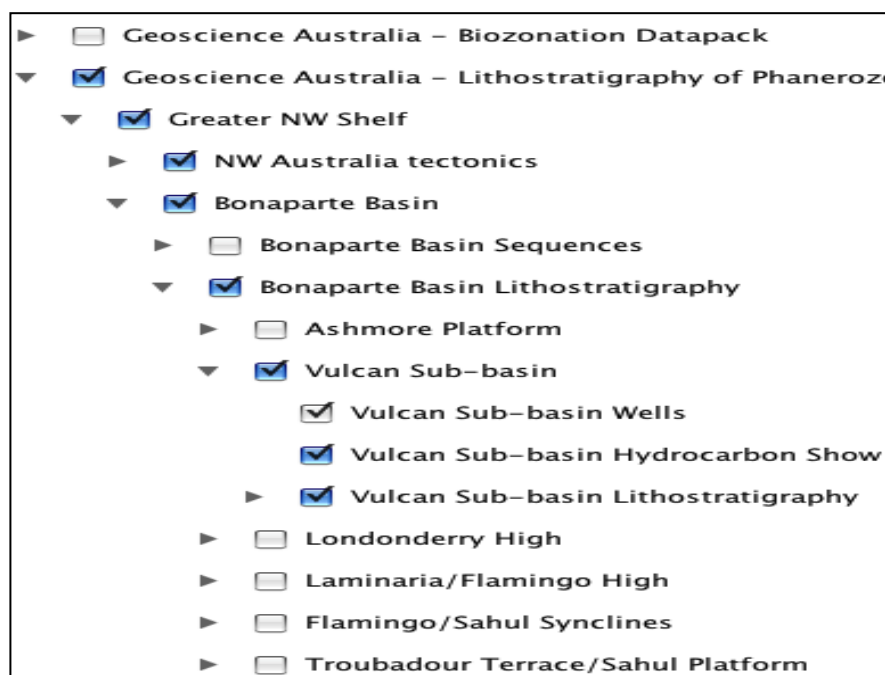 Geoscience Australia – Biozonation Datapack
Geoscience Australia – Lithostratigraphy of Phaneroz
Greater NW Shelf
NW Australia tectonics
Bonaparte Basin
Bonaparte Basin Sequences
Bonaparte Basin Lithostratigraphy
Ashmore Platform
Vulcan Sub–basin
Vulcan Sub–basin Wells
Vulcan Sub–basin Hydrocarbon Show
Vulcan Sub–basin Lithostratigraphy
Londonderry High
Laminaria/Flamingo High
Flamingo/Sahul Synclines
Troubadour Terrace/Sahul Platform